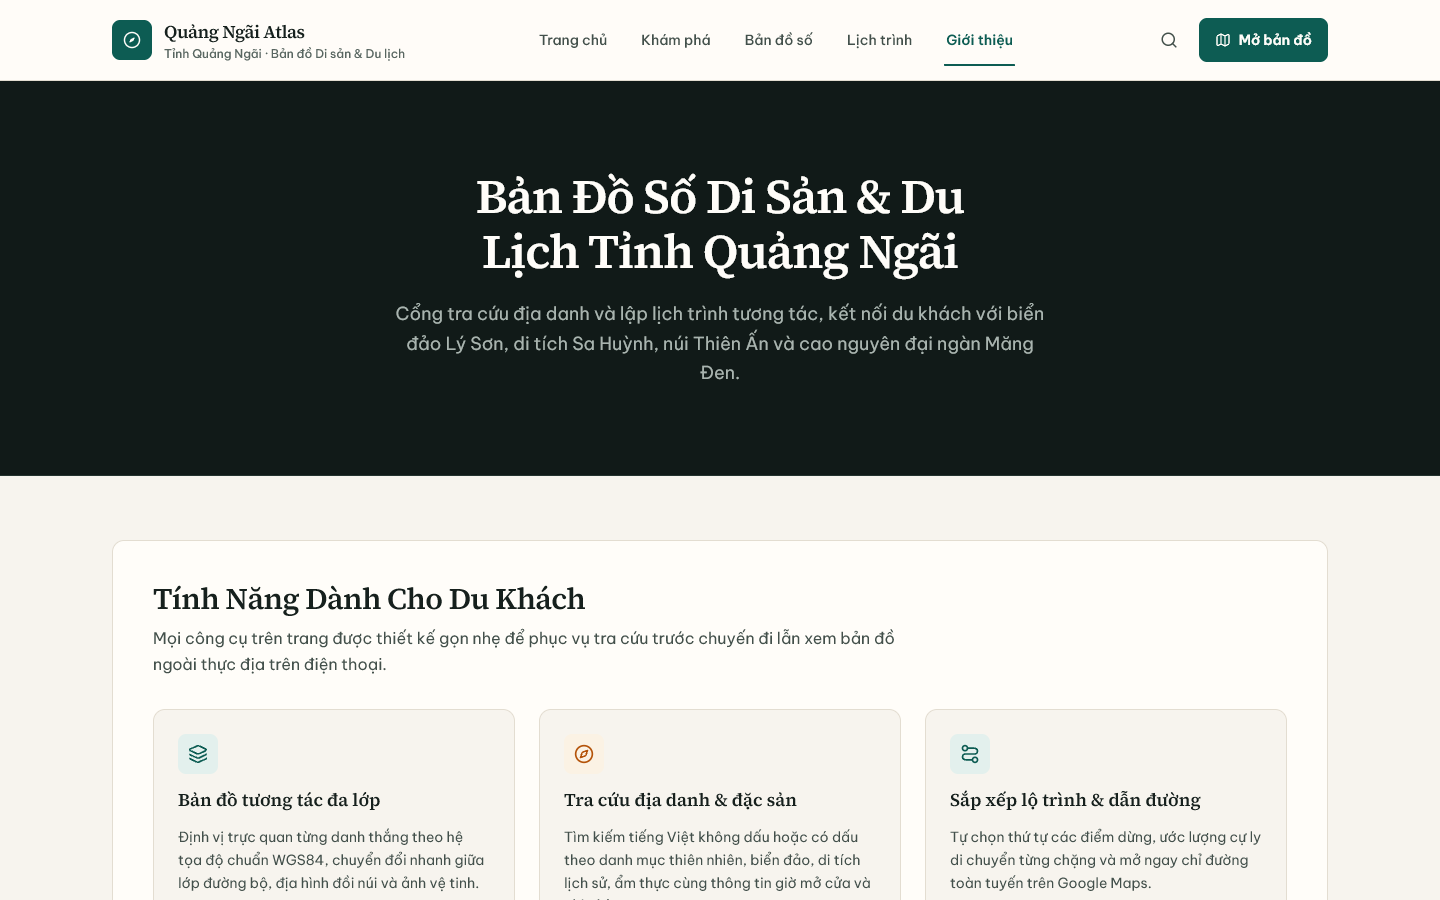 Quảng Ngãi Atlas
Tỉnh Quảng Ngãi · Bản đồ Di sản & Du lịch
Trang chủ
Khám phá
Bản đồ số
Lịch trình
Giới thiệu
Mở bản đồ
Bản Đồ Số Di Sản & Du
Lịch Tỉnh Quảng Ngãi
Cổng tra cứu địa danh và lập lịch trình tương tác, kết nối du khách với biển
đảo Lý Sơn, di tích Sa Huỳnh, núi Thiên Ấn và cao nguyên đại ngàn Măng
Đen.
Tính Năng Dành Cho Du Khách
Mọi công cụ trên trang được thiết kế gọn nhẹ để phục vụ tra cứu trước chuyến đi lẫn xem bản đồ
ngoài thực địa trên điện thoại.
Bản đồ tương tác đa lớp
Định vị trực quan từng danh thắng theo hệ
tọa độ chuẩn WGS84, chuyển đổi nhanh giữa
lớp đường bộ, địa hình đồi núi và ảnh vệ tinh.
Tra cứu địa danh & đặc sản
Tìm kiếm tiếng Việt không dấu hoặc có dấu
theo danh mục thiên nhiên, biển đảo, di tích
lịch sử, ẩm thực cùng thông tin giờ mở cửa và
Sắp xếp lộ trình & dẫn đường
Tự chọn thứ tự các điểm dừng, ước lượng cự ly
di chuyển từng chặng và mở ngay chỉ đường
toàn tuyến trên Google Maps.